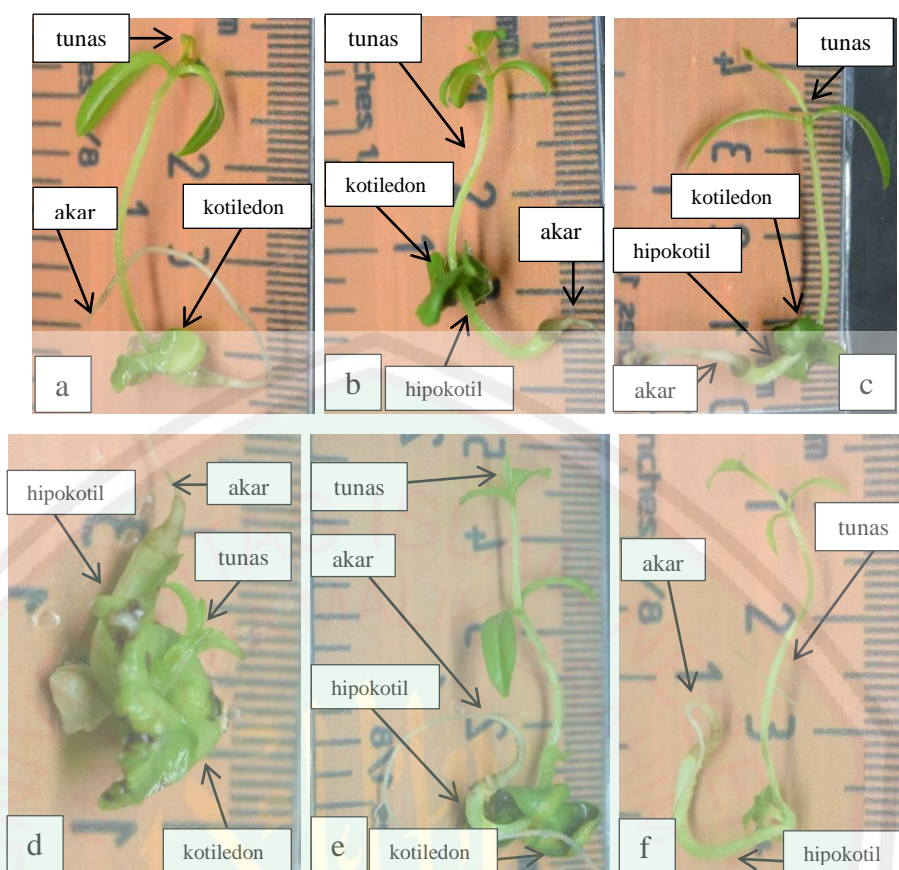 tunas
akar
kotiledon
a
tunas
kotiledon
akar
hipokotil
b
tunas
kotiledon
hipokotil
akar
c
hipokotil
akar
tunas
kotiledon
d
tunas
akar
hipokotil
kotiledon
e
tunas
akar
hipokotil
f